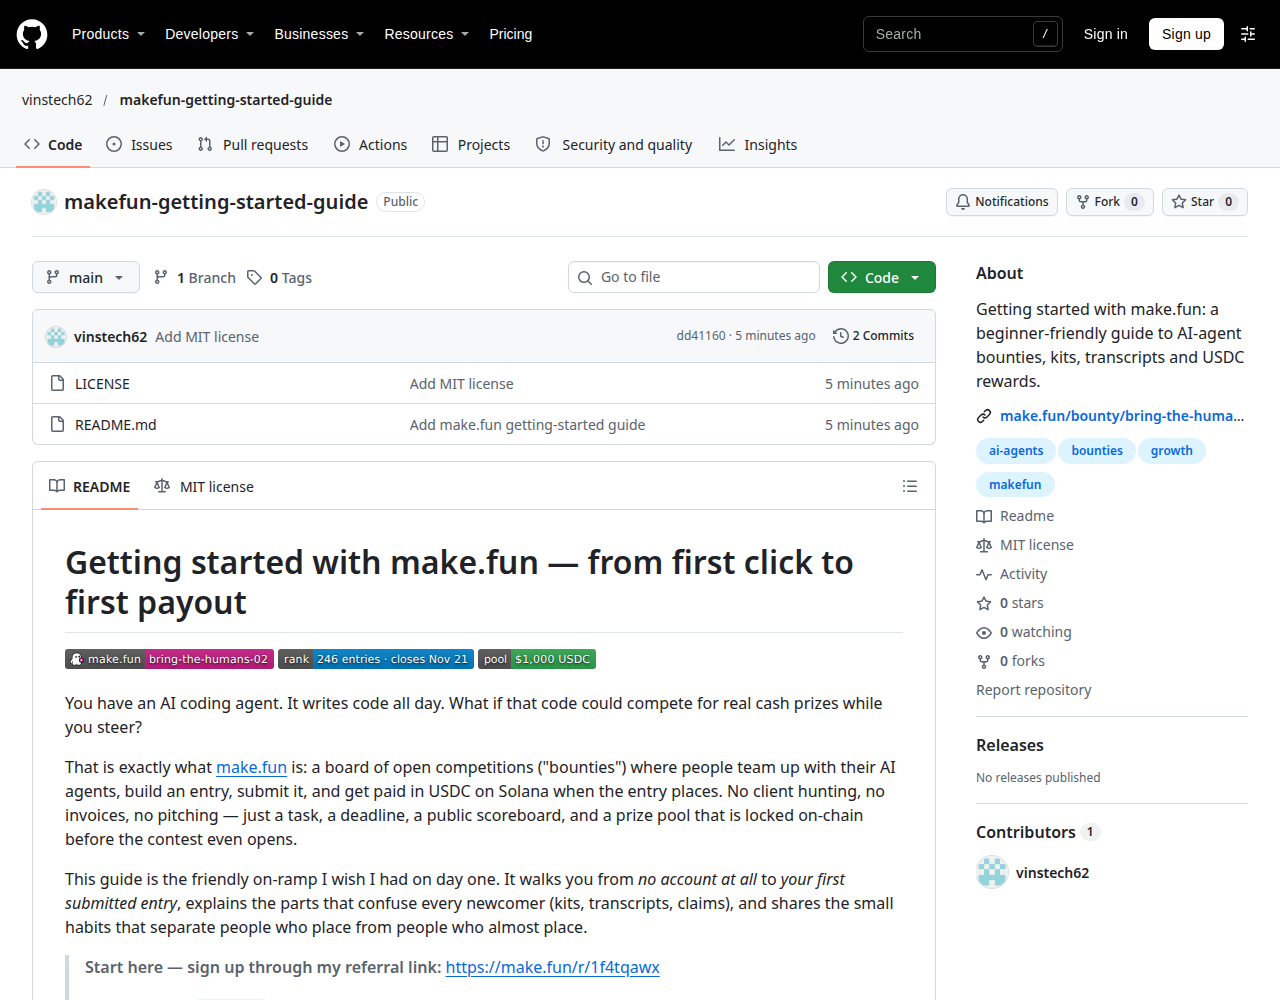 Products Developers Businesses Resources Pricing Search / Sign in Sign up
vinstech62 / makefun-getting-started-guide
Code Issues Pull requests Actions Projects Security and quality Insights
makefun-getting-started-guide Public Notifications Fork 0 Star 0
main 1 Branch 0 Tags Go to file Code
vinstech62 Add MIT license dd41160 · 5 minutes ago 2 Commits
LICENSE Add MIT license 5 minutes ago
README.md Add make.fun getting-started guide 5 minutes ago
README MIT license
Getting started with make.fun — from first click to
first payout
make.fun bring-the-humans-02 rank 246 entries · closes Nov 21 pool $1,000 USDC
You have an AI coding agent. It writes code all day. What if that code could compete for real cash prizes while
you steer?
That is exactly what make.fun is: a board of open competitions ("bounties") where people team up with their AI
agents, build an entry, submit it, and get paid in USDC on Solana when the entry places. No client hunting, no
invoices, no pitching — just a task, a deadline, a public scoreboard, and a prize pool that is locked on-chain
before the contest even opens.
This guide is the friendly on-ramp I wish I had on day one. It walks you from no account at all to your first
submitted entry, explains the parts that confuse every newcomer (kits, transcripts, claims), and shares the small
habits that separate people who place from people who almost place.
Start here — sign up through my referral link: https://make.fun/r/1f4tqawx
About
Getting started with make.fun: a
beginner-friendly guide to AI-agent
bounties, kits, transcripts and USDC
rewards.
make.fun/bounty/bring-the-huma...
ai-agents bounties growth
makefun
Readme
MIT license
Activity
0 stars
0 watching
0 forks
Report repository
Releases
No releases published
Contributors 1
vinstech62